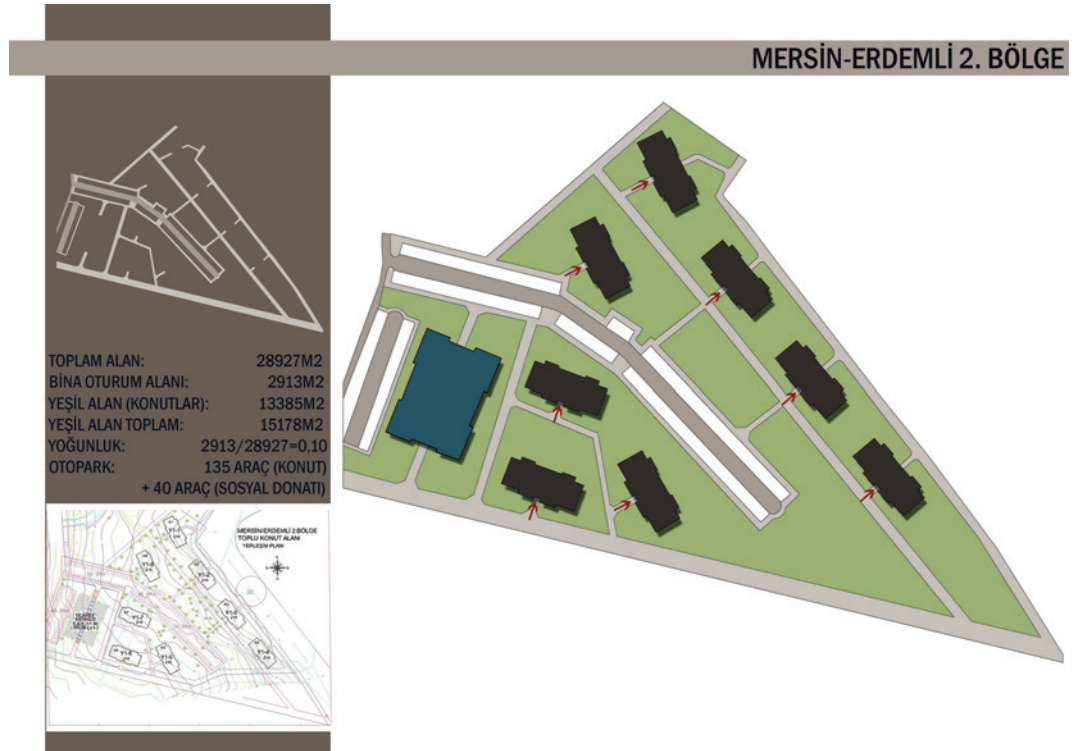 MERSİN-ERDEMLİ 2. BÖLGE
TOPLAM ALAN: 28927M2
BİNA OTURUM ALANI: 2913M2
YEŞİL ALAN (KONUTLAR): 13385M2
YEŞİL ALAN TOPLAM: 15178M2
YOĞUNLUK: 2913/28927=0,10
OTOPARK: 135 ARAÇ (KONUT)
+ 40 ARAÇ (SOSYAL DONATI)
MERSİN/ERDEMLİ 2.BÖLGE
TOPLU KONUT ALANI
YERLEŞİM PLANI